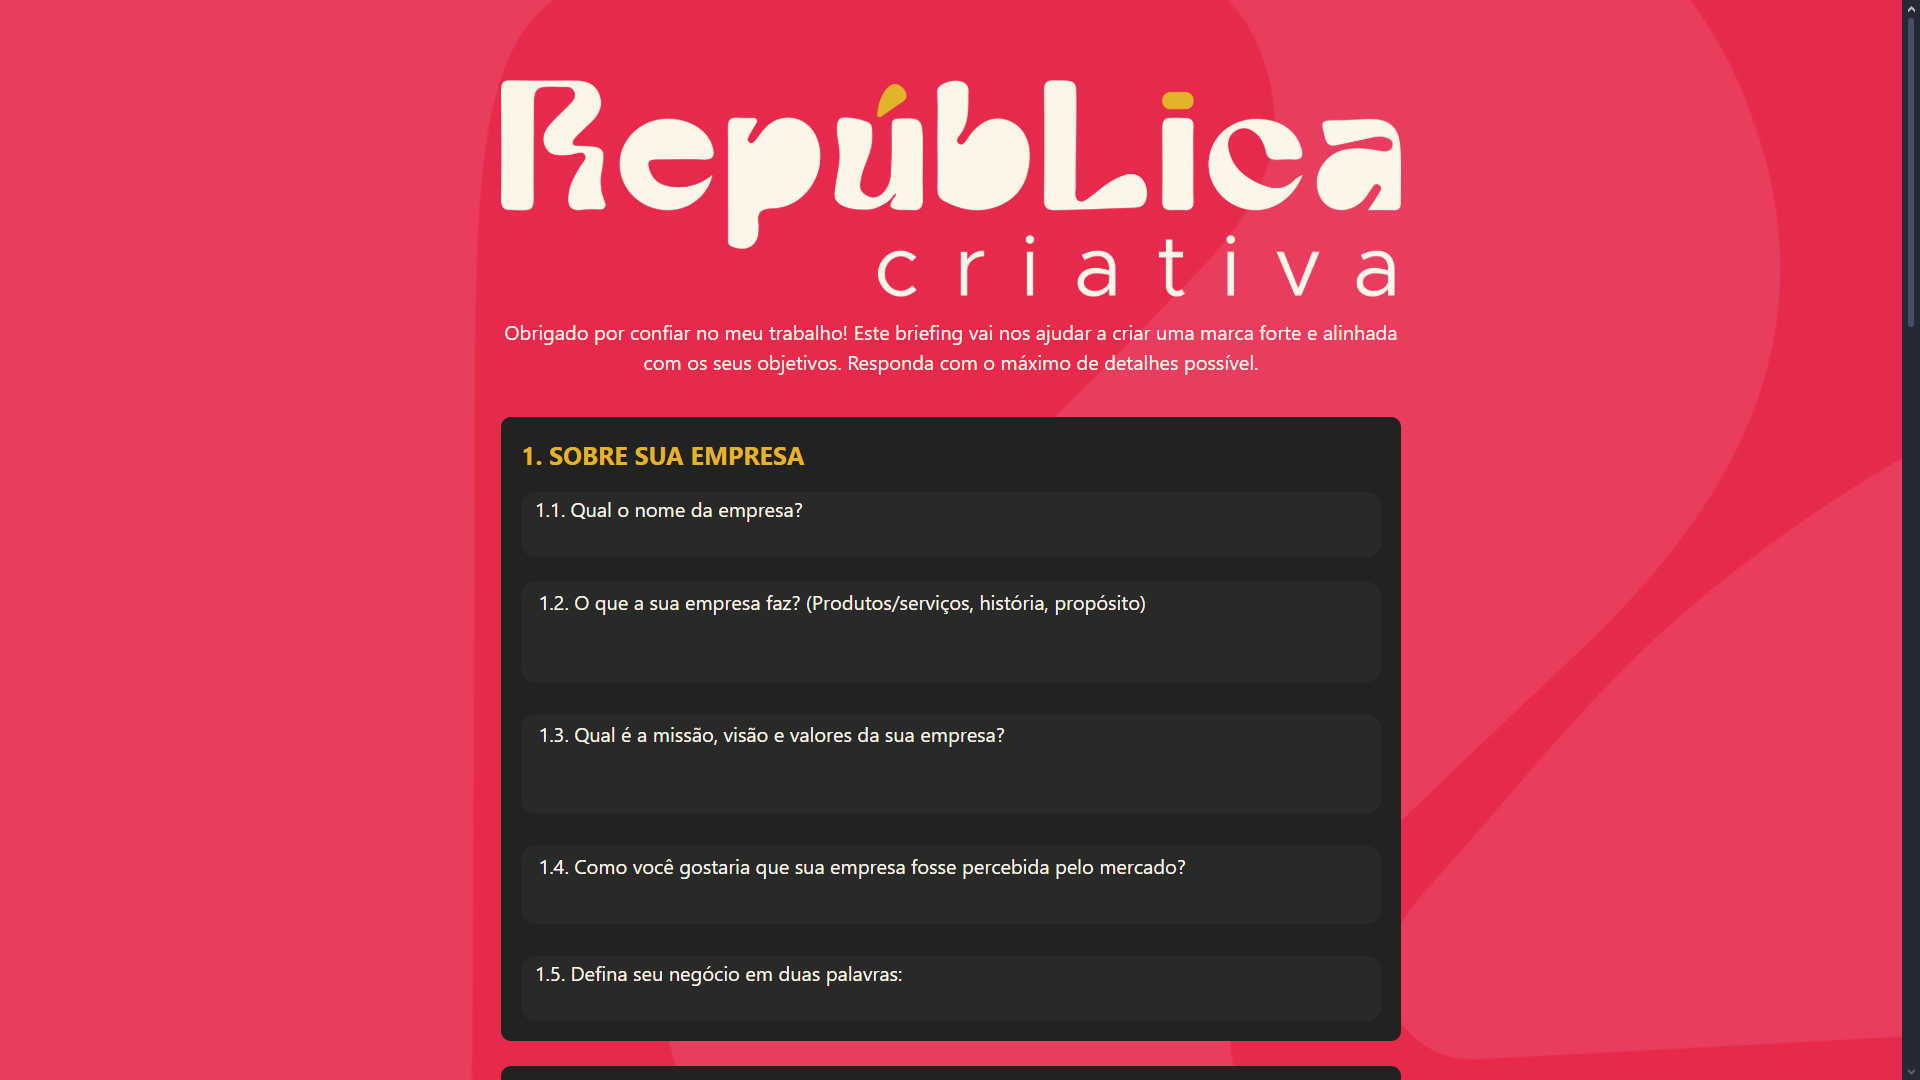 RepúbLica
criativa
Obrigado por confiar no meu trabalho! Este briefing vai nos ajudar a criar uma marca forte e alinhada
com os seus objetivos. Responda com o máximo de detalhes possível.
1. SOBRE SUA EMPRESA
1.1. Qual o nome da empresa?
1.2. O que a sua empresa faz? (Produtos/serviços, história, propósito)
1.3. Qual é a missão, visão e valores da sua empresa?
1.4. Como você gostaria que sua empresa fosse percebida pelo mercado?
1.5. Defina seu negócio em duas palavras: